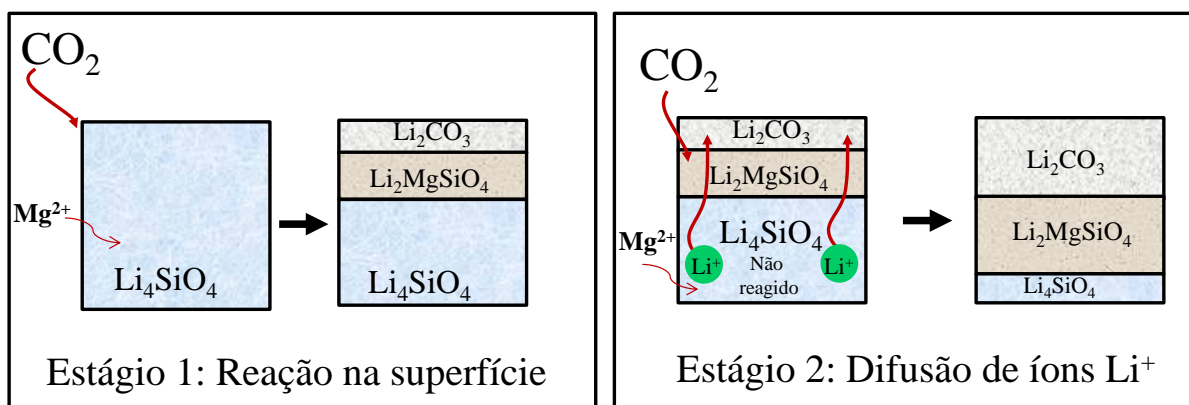 CO₂
Mg²⁺
Li₄SiO₄
Li₂CO₃
Li₂MgSiO₄
Li₄SiO₄
Estágio 1: Reação na superfície
CO₂
Mg²⁺
Li₂CO₃
Li₂MgSiO₄
Li₄SiO₄
Li⁺
Não
reagido
Li⁺
Li₂CO₃
Li₂MgSiO₄
Li₄SiO₄
Estágio 2: Difusão de íons Li⁺